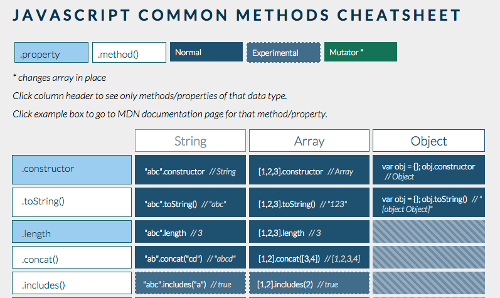 JAVASCRIPT COMMON METHODS CHEATSHEET
.property .method() Normal Experimental Mutator *
* changes array in place
Click column header to see only methods/properties of that data type.
Click example box to go to MDN documentation page for that method/property.
String Array Object
.constructor "abc".constructor // String [1,2,3].constructor // Array var obj = {}; obj.constructor
// Object
.toString() "abc".toString() // "abc" [1,2,3].toString() // "123" var obj = {}; obj.toString() // "
[object Object]"
.length "abc".length // 3 [1,2,3].length // 3
.concat() "ab".concat("cd") // "abcd" [1,2].concat([3,4]) // [1,2,3,4]
.includes() "abc".includes("a") // true [1,2].includes(2) // true